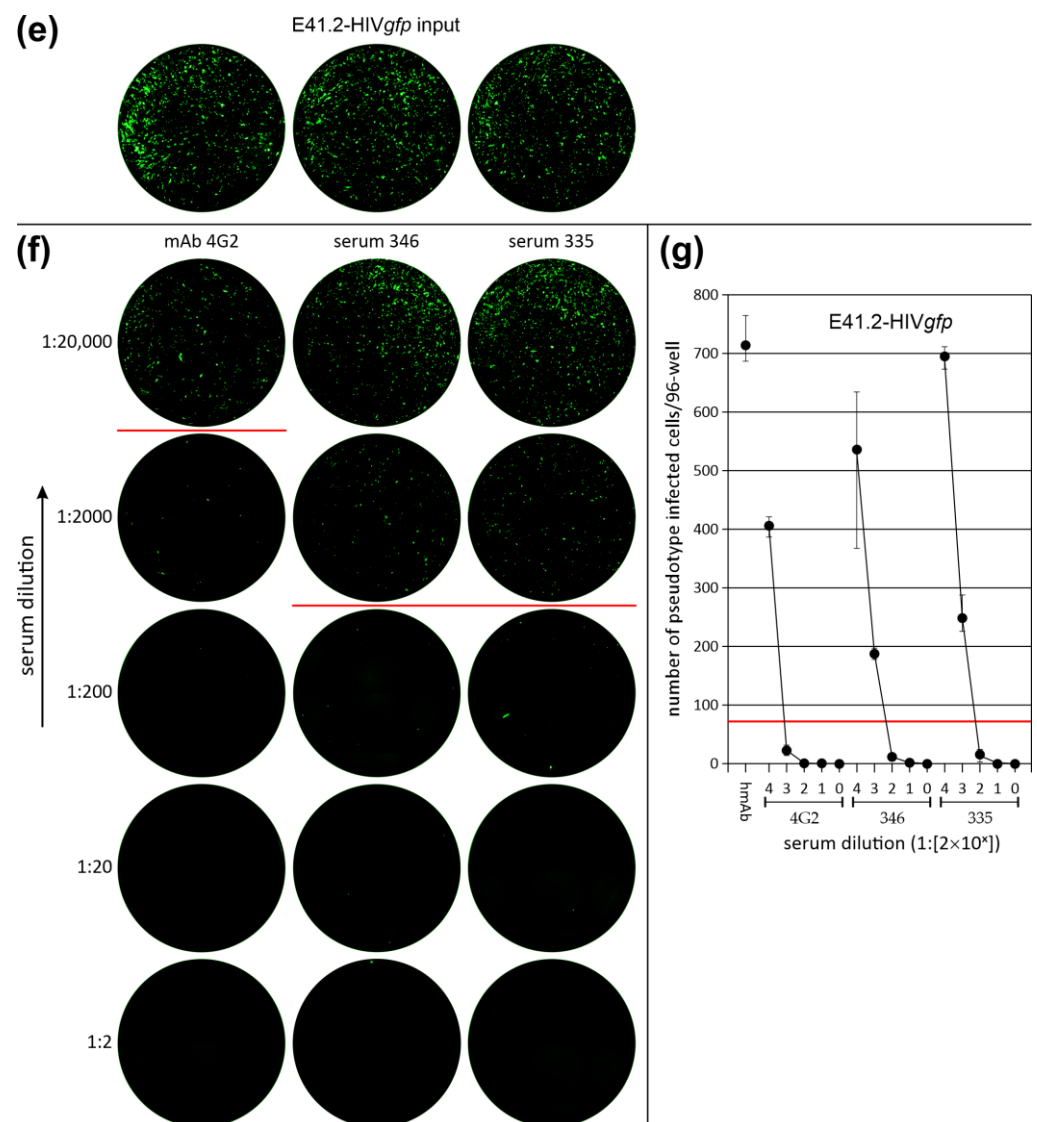 (e)
E41.2-HIVgfp input
(f)
mAb 4G2 serum 346 serum 335
1:20,000
1:2000
1:200
1:20
1:2
serum dilution
(g)
E41.2-HIVgfp
number of pseudotype infected cells/96-well
800
700
600
500
400
300
200
100
0
hmAb 4 3 2 1 0 4 3 2 1 0 4 3 2 1 0
4G2 346 335
serum dilution (1:[2×10ˣ])